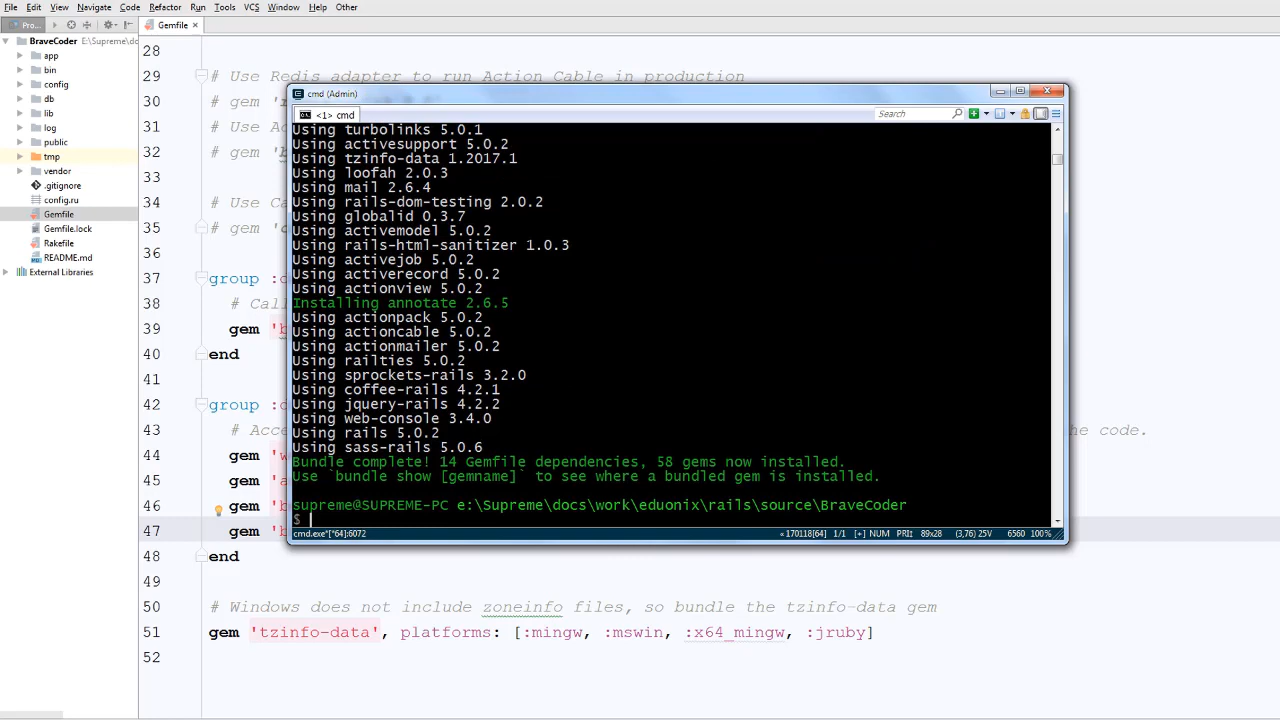 File Edit View Navigate Code Refactor Run Tools VCS Window Help Other
Pro...
Gemfile
BraveCoder E:\Supreme\do
app
bin
config
db
lib
log
public
tmp
vendor
.gitignore
config.ru
Gemfile
Gemfile.lock
Rakefile
README.md
External Libraries
28
29 # Use Redis adapter to run Action Cable in production
30 # gem
31 # Use
32 # gem
33
34 # Use
35 # gem
36
37 group
38 #
39 gem
40 end
41
42 group
43 # the code.
44 gem
45 gem
46 gem
47 gem
48 end
49
50 # Windows does not include zoneinfo files, so bundle the tzinfo-data gem
51 gem 'tzinfo-data', platforms: [:mingw, :mswin, :x64_mingw, :jruby]
52
cmd (Admin)
<1> cmd
Search
Using turbolinks 5.0.1
Using activesupport 5.0.2
Using tzinfo-data 1.2017.1
Using loofah 2.0.3
Using mail 2.6.4
Using rails-dom-testing 2.0.2
Using globalid 0.3.7
Using activemodel 5.0.2
Using rails-html-sanitizer 1.0.3
Using activejob 5.0.2
Using activerecord 5.0.2
Using actionview 5.0.2
Installing annotate 2.6.5
Using actionpack 5.0.2
Using actioncable 5.0.2
Using actionmailer 5.0.2
Using railties 5.0.2
Using sprockets-rails 3.2.0
Using coffee-rails 4.2.1
Using jquery-rails 4.2.2
Using web-console 3.4.0
Using rails 5.0.2
Using sass-rails 5.0.6
Bundle complete! 14 Gemfile dependencies, 58 gems now installed.
Use `bundle show [gemname]` to see where a bundled gem is installed.
supreme@SUPREME-PC e:\Supreme\docs\work\eduonix\rails\source\BraveCoder
$
cmd.exe*[*64]:6072 « 170118[64] 1/1 [+] NUM PRI↕ 89x28 (3,76) 25V 6560 100%